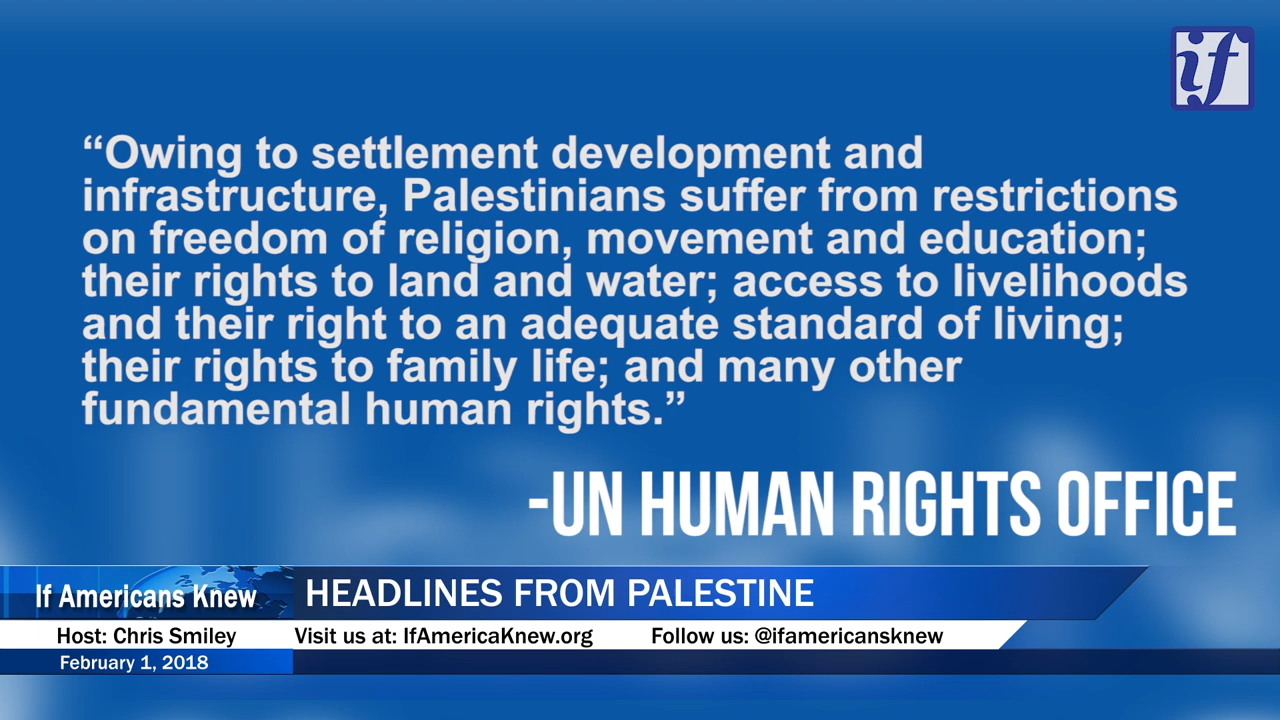 if
“Owing to settlement development and
infrastructure, Palestinians suffer from restrictions
on freedom of religion, movement and education;
their rights to land and water; access to livelihoods
and their right to an adequate standard of living;
their rights to family life; and many other
fundamental human rights.”
-UN HUMAN RIGHTS OFFICE
If Americans Knew
HEADLINES FROM PALESTINE
Host: Chris Smiley Visit us at: IfAmericaKnew.org Follow us: @ifamericansknew
February 1, 2018